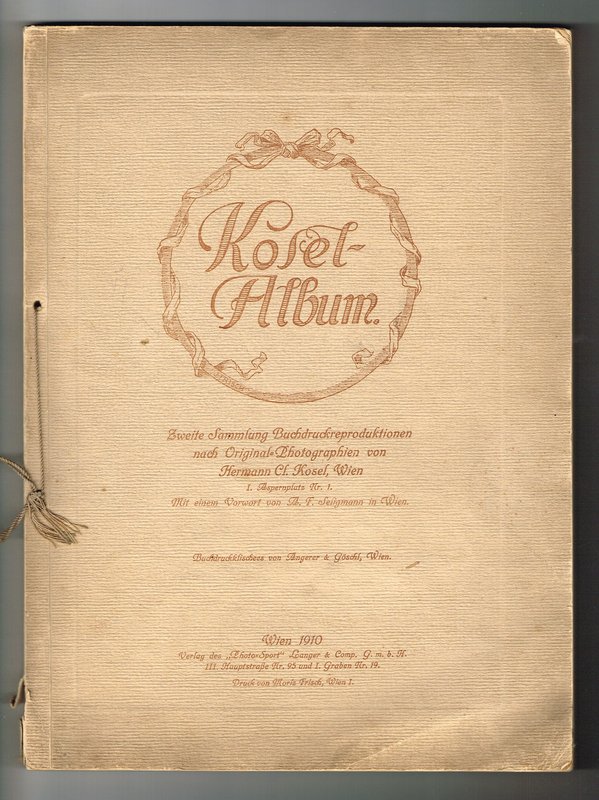 Kosel-
Album.
Zweite Sammlung Buchdruckreproduktionen
nach Original=Photographien von
Hermann Cl. Kosel, Wien
I. Aspernplatz Nr. 1.
Mit einem Vorwort von A. F. Seligmann in Wien.
Buchdruckklischees von Angerer & Göschl, Wien.
Wien 1910
Verlag des „Photo=Sport“ Langer & Comp. G. m. b. H.
III. Hauptstraße Nr. 95 und I. Graben Nr. 19.
Druck von Moriz Frisch, Wien I.